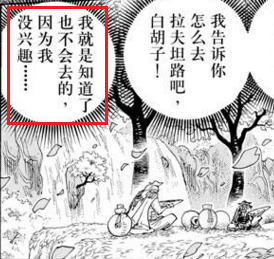 我告诉你
怎么去
拉夫坦路吧，
白胡子！
我就是知道了
也不会去的，
因为我
没兴趣……